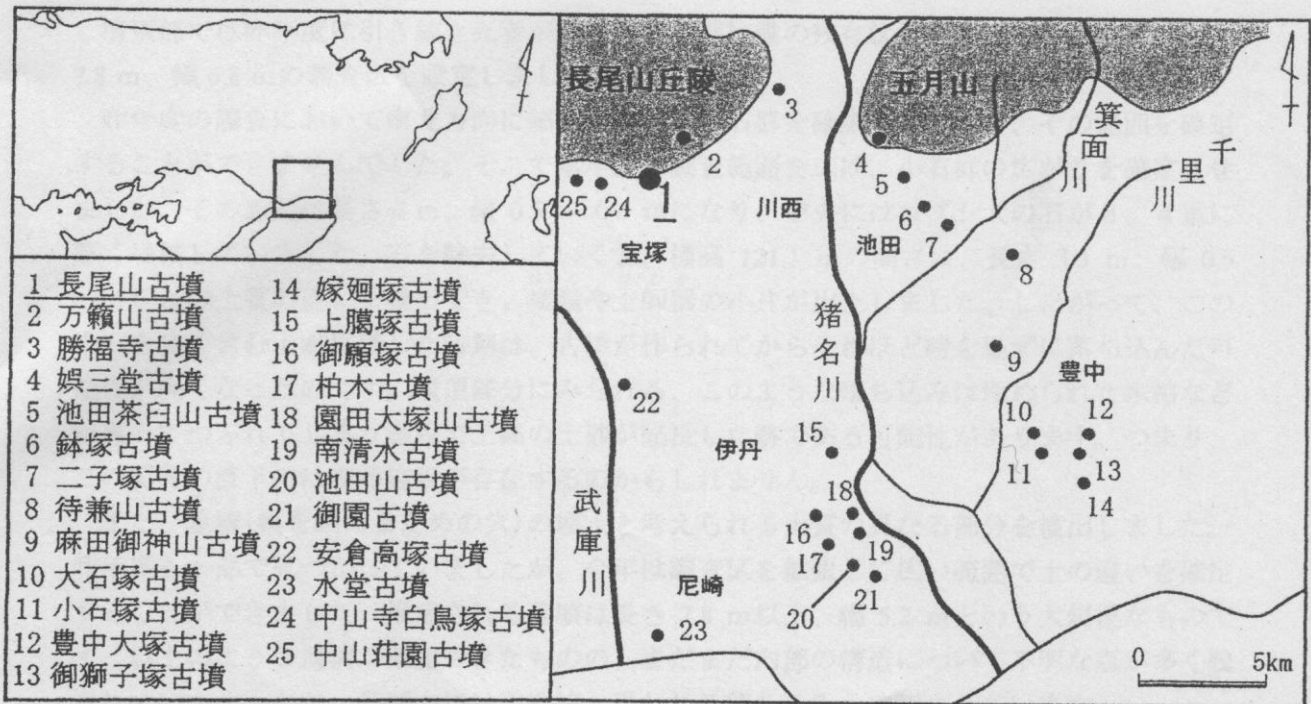 1 長尾山古墳
2 万籟山古墳
3 勝福寺古墳
4 娯三堂古墳
5 池田茶臼山古墳
6 鉢塚古墳
7 二子塚古墳
8 待兼山古墳
9 麻田御神山古墳
10 大石塚古墳
11 小石塚古墳
12 豊中大塚古墳
13 御獅子塚古墳
14 嫁廻塚古墳
15 上臈塚古墳
16 御願塚古墳
17 柏木古墳
18 園田大塚山古墳
19 南清水古墳
20 池田山古墳
21 御園古墳
22 安倉高塚古墳
23 水堂古墳
24 中山寺白鳥塚古墳
25 中山荘園古墳
長尾山丘陵
五月山
3
2
4
箕面川
千里川
25 24 1
5
川西
6
池田
7
宝塚
8
猪名川
9
豊中
22
10
12
15
伊丹
11
13
14
武庫川
18
16
19
17
尼崎
20
21
23
0 5km